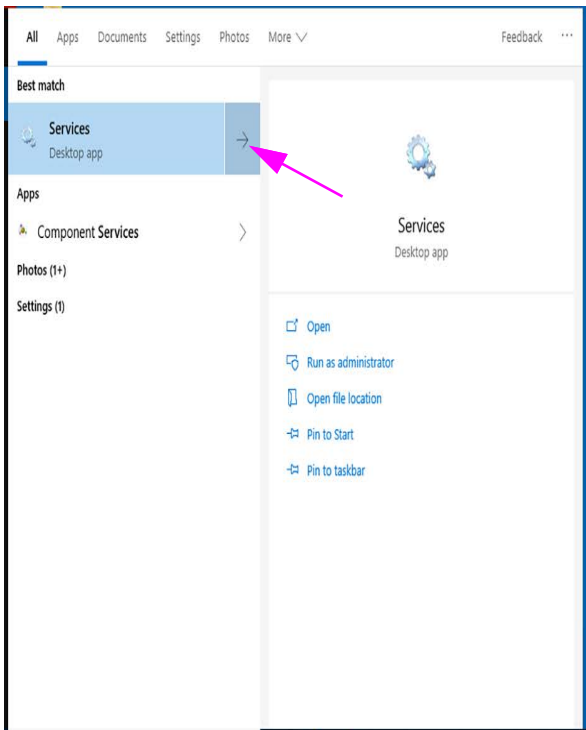 All Apps Documents Settings Photos More Feedback ...
Best match
Services
Desktop app
Apps
Component Services
Photos (1+)
Settings (1)
Services
Desktop app
Open
Run as administrator
Open file location
Pin to Start
Pin to taskbar